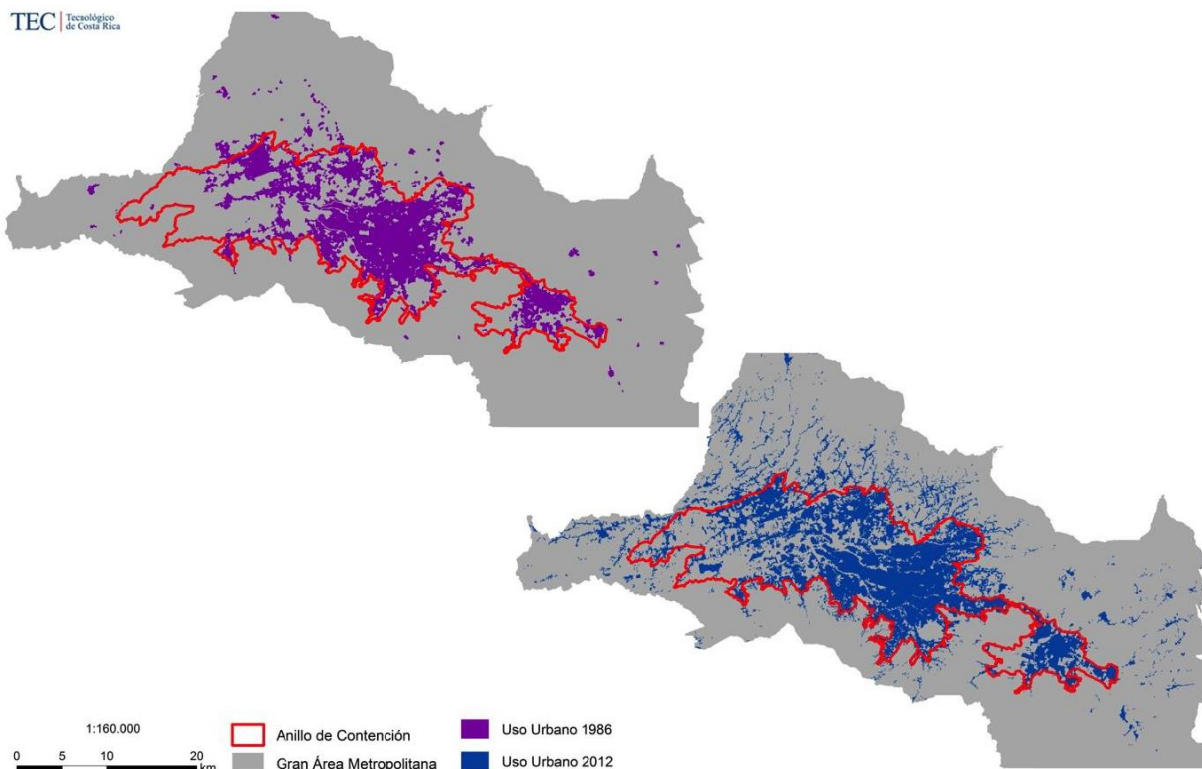 TEC | Tecnológico
de Costa Rica
1:160.000
0 5 10 20
km
Anillo de Contención
Gran Área Metropolitana
Uso Urbano 1986
Uso Urbano 2012